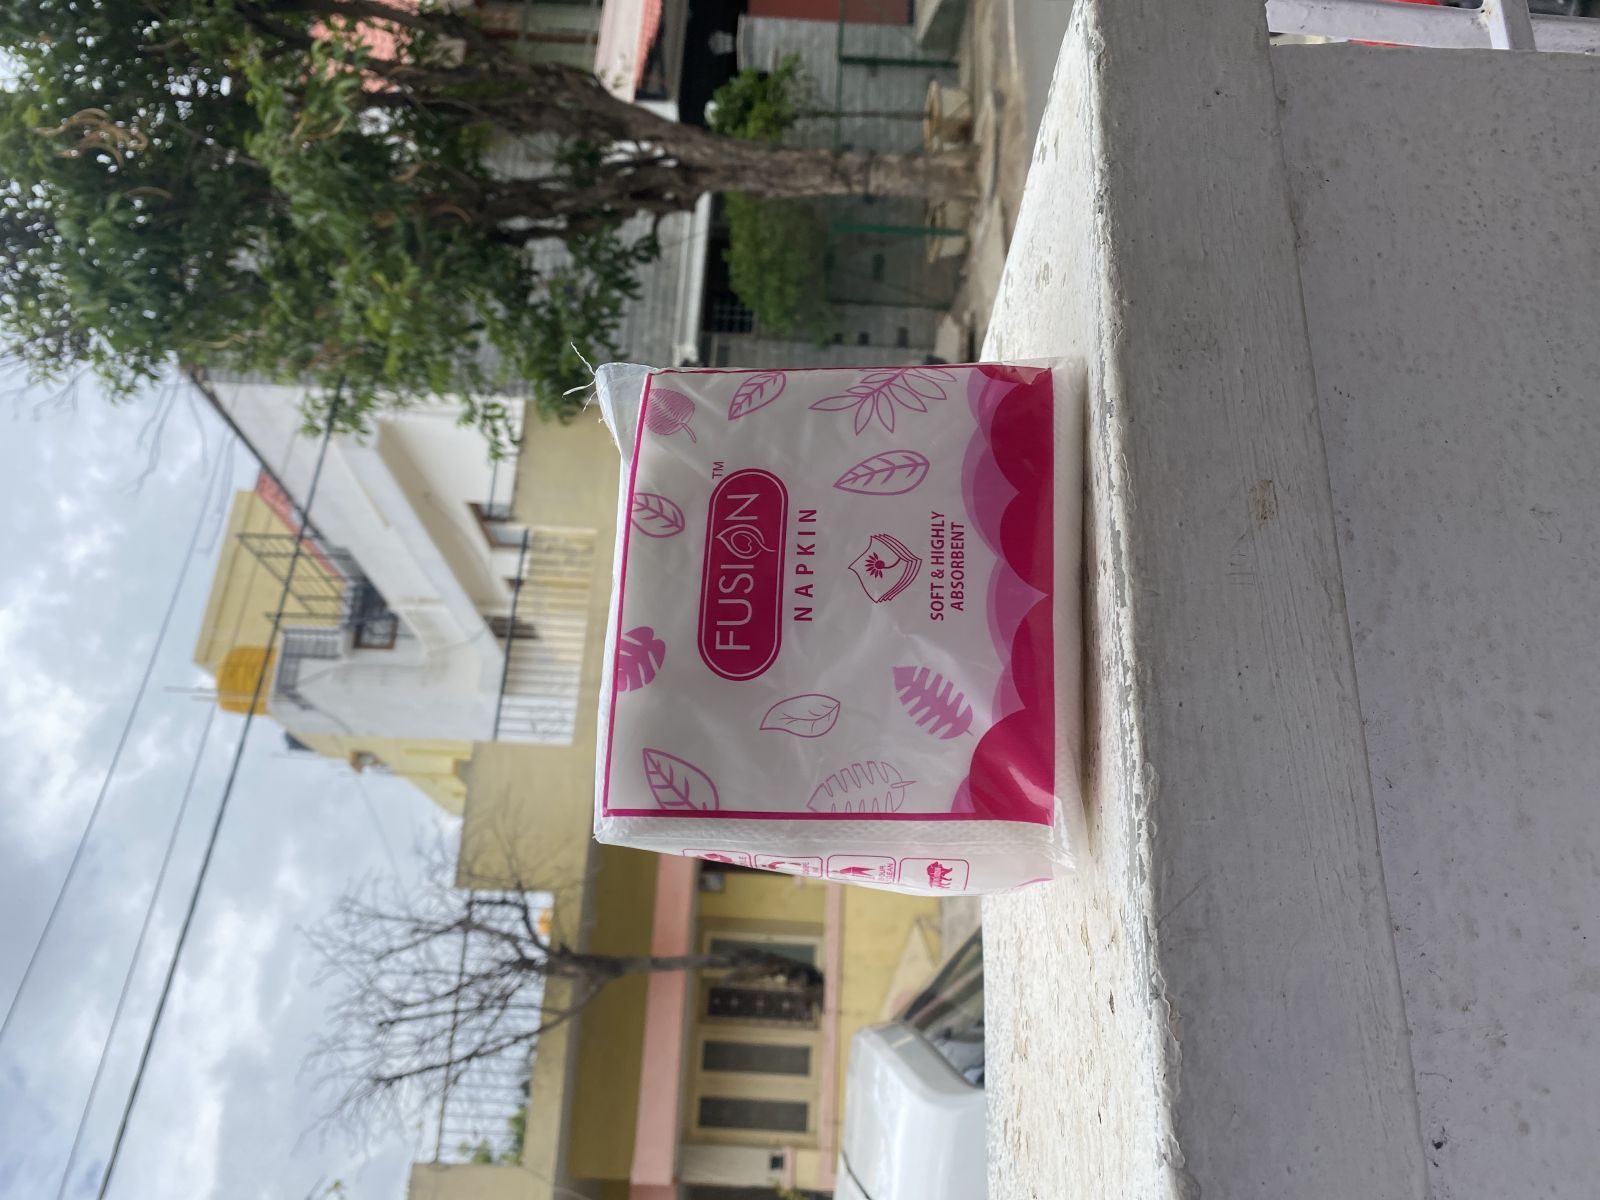 FUSION™
NAPKIN
SOFT & HIGHLY
ABSORBENT